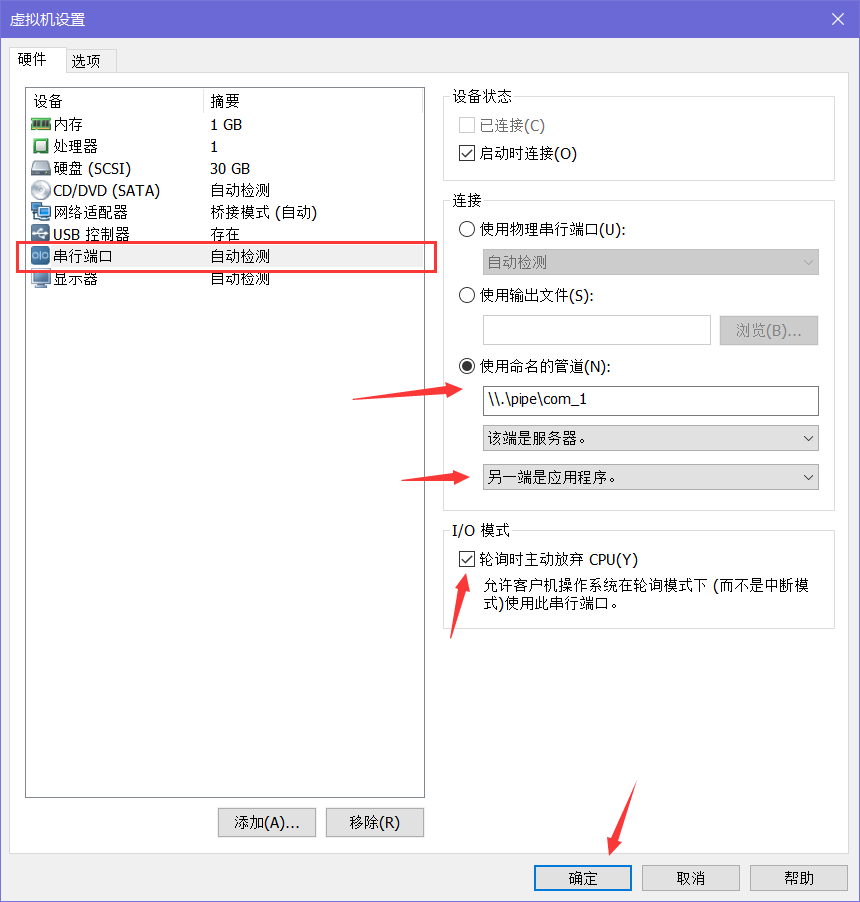 虚拟机设置
硬件 选项
设备 摘要
内存 1 GB
处理器 1
硬盘 (SCSI) 30 GB
CD/DVD (SATA) 自动检测
网络适配器 桥接模式 (自动)
USB 控制器 存在
串行端口 自动检测
显示器 自动检测
添加(A)... 移除(R)
设备状态
已连接(C)
启动时连接(O)
连接
使用物理串行端口(U):
自动检测
使用输出文件(S):
浏览(B)...
使用命名的管道(N):
\\.\pipe\com_1
该端是服务器。
另一端是应用程序。
I/O 模式
轮询时主动放弃 CPU(Y)
允许客户机操作系统在轮询模式下 (而不是中断模
式)使用此串行端口。
确定 取消 帮助